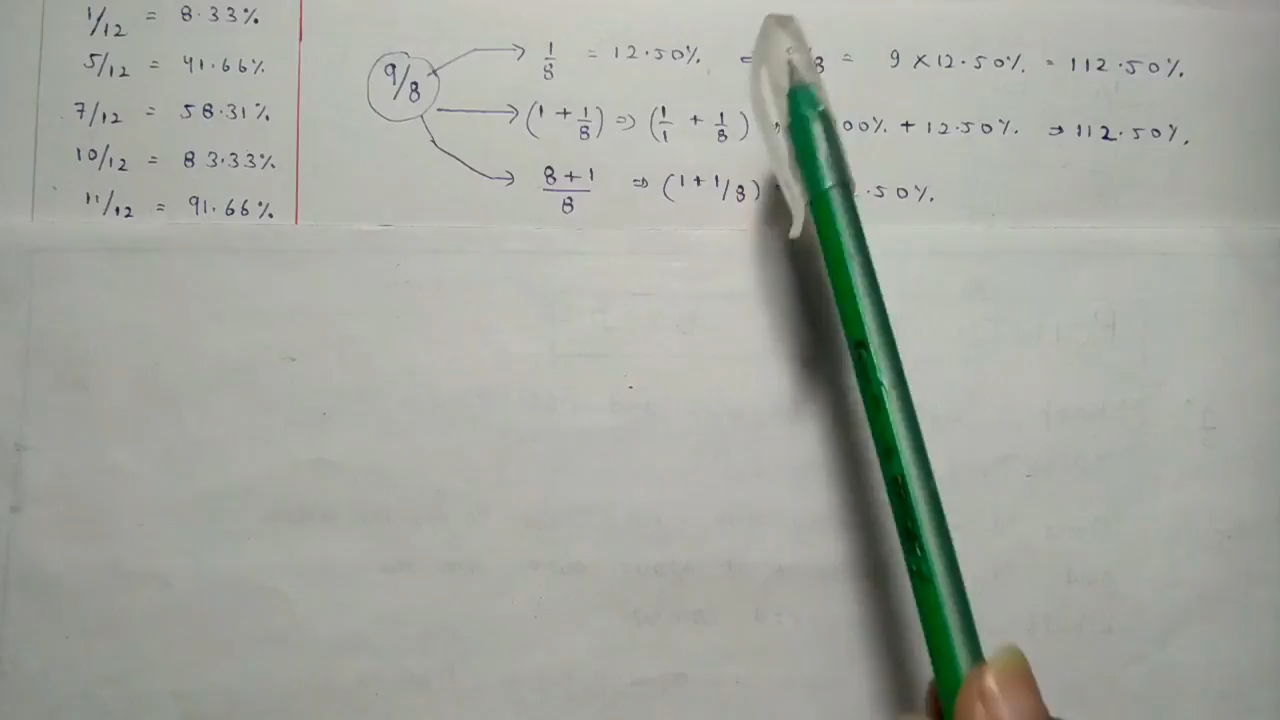 1/12 = 8.33%
5/12 = 41.66%
7/12 = 58.31%
10/12 = 83.33%
11/12 = 91.66%
9/8
1/8 = 12.50% = 8 = 9 × 12.50% = 112.50%
(1 + 1/8) ⇒ (1/1 + 1/8) 00% + 12.50% ⇒ 112.50%.
8+1/8 ⇒ (1 + 1/8) .50%.